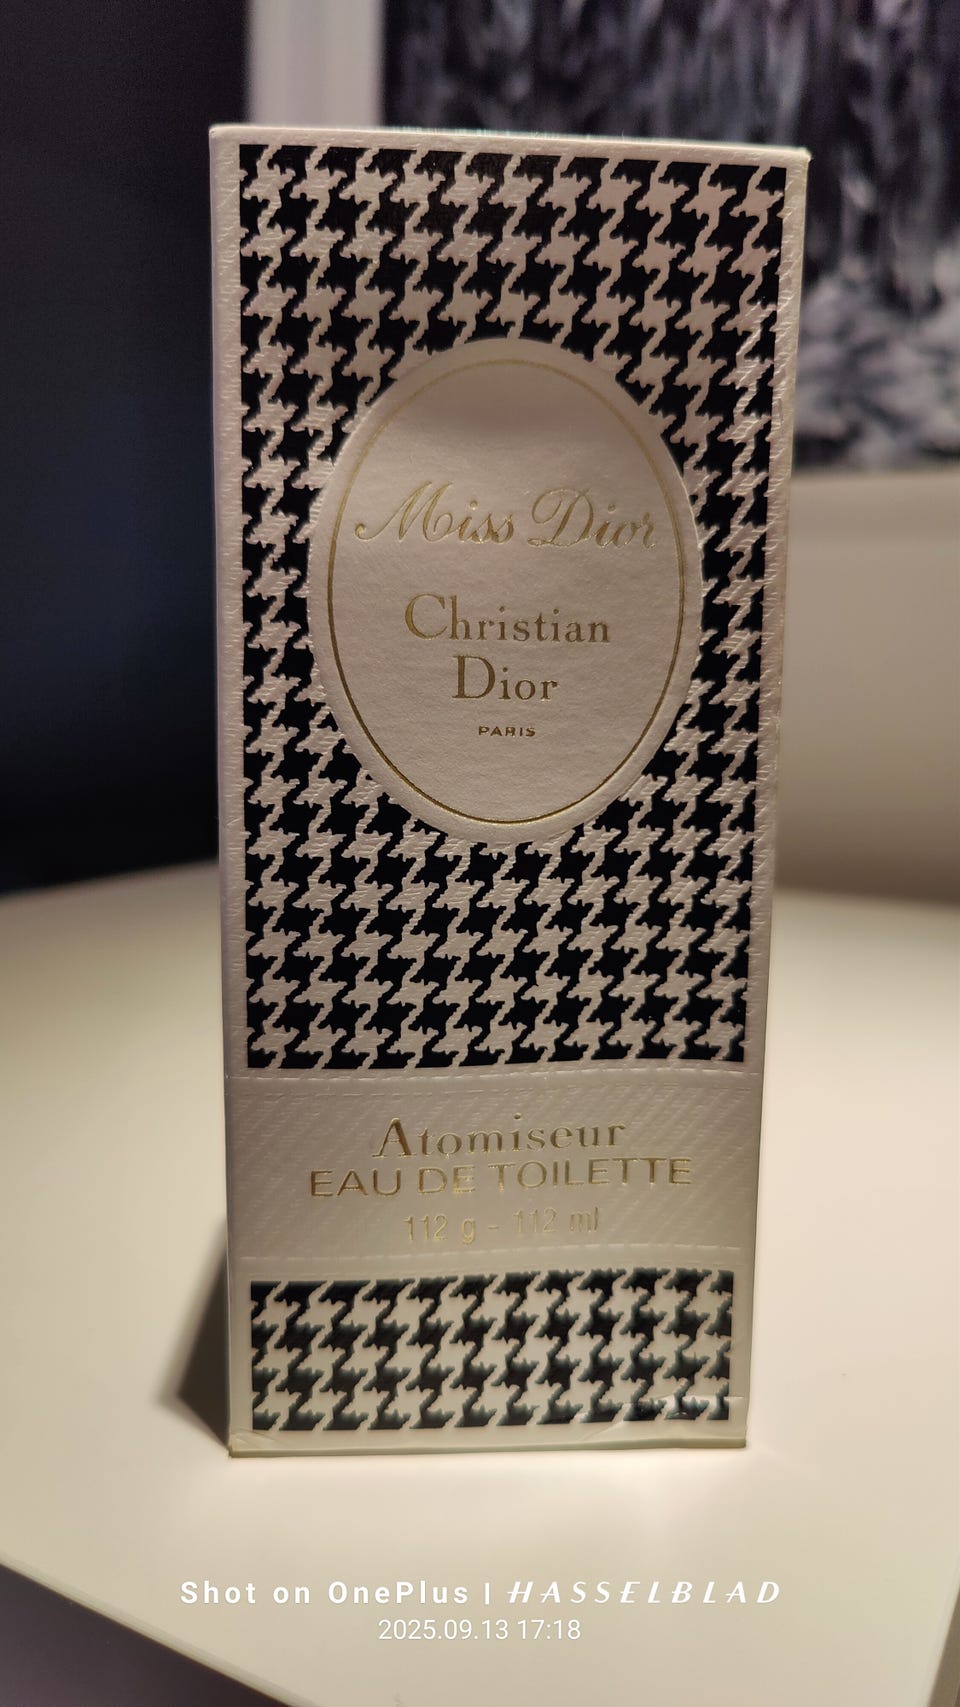 Miss Dior
Christian
Dior
PARIS
Atomiseur
EAU DE TOILETTE
112 g - 112 ml
Shot on OnePlus | HASSELBLAD
2025.09.13 17:18